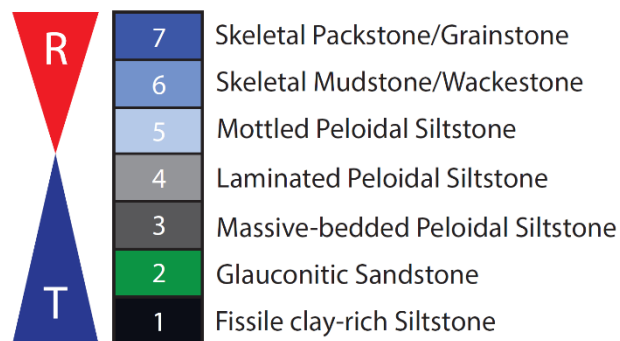 R
7 Skeletal Packstone/Grainstone
6 Skeletal Mudstone/Wackestone
5 Mottled Peloidal Siltstone
4 Laminated Peloidal Siltstone
3 Massive-bedded Peloidal Siltstone
2 Glauconitic Sandstone
T
1 Fissile clay-rich Siltstone